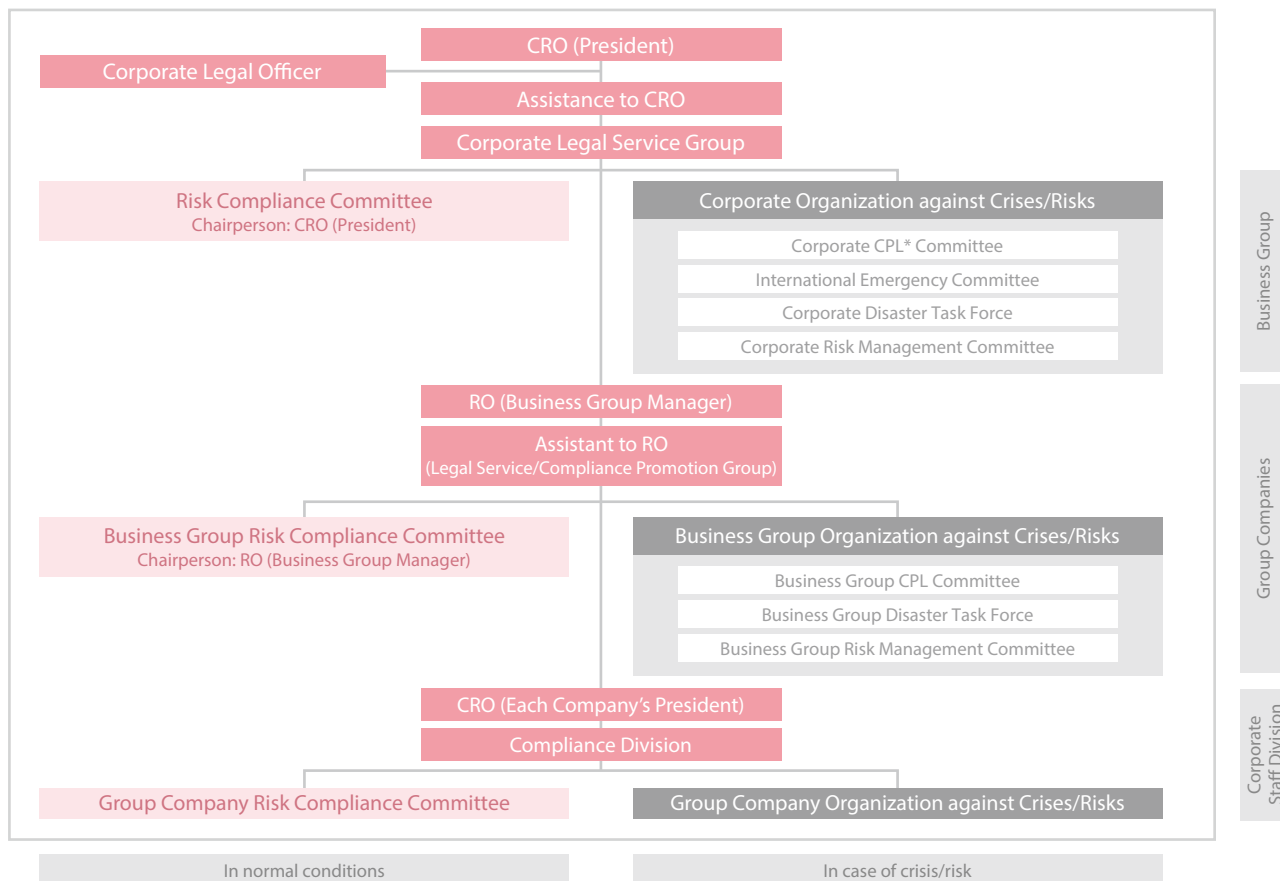 CRO (President)
Corporate Legal Officer
Assistance to CRO
Corporate Legal Service Group
Risk Compliance Committee
Chairperson: CRO (President)
Corporate Organization against Crises/Risks
Corporate CPL* Committee
International Emergency Committee
Corporate Disaster Task Force
Corporate Risk Management Committee
Business Group
RO (Business Group Manager)
Assistant to RO
(Legal Service/Compliance Promotion Group)
Business Group Risk Compliance Committee
Chairperson: RO (Business Group Manager)
Business Group Organization against Crises/Risks
Business Group CPL Committee
Business Group Disaster Task Force
Business Group Risk Management Committee
Group Companies
CRO (Each Company’s President)
Compliance Division
Group Company Risk Compliance Committee
Group Company Organization against Crises/Risks
Corporate
Staff Division
In normal conditions
In case of crisis/risk